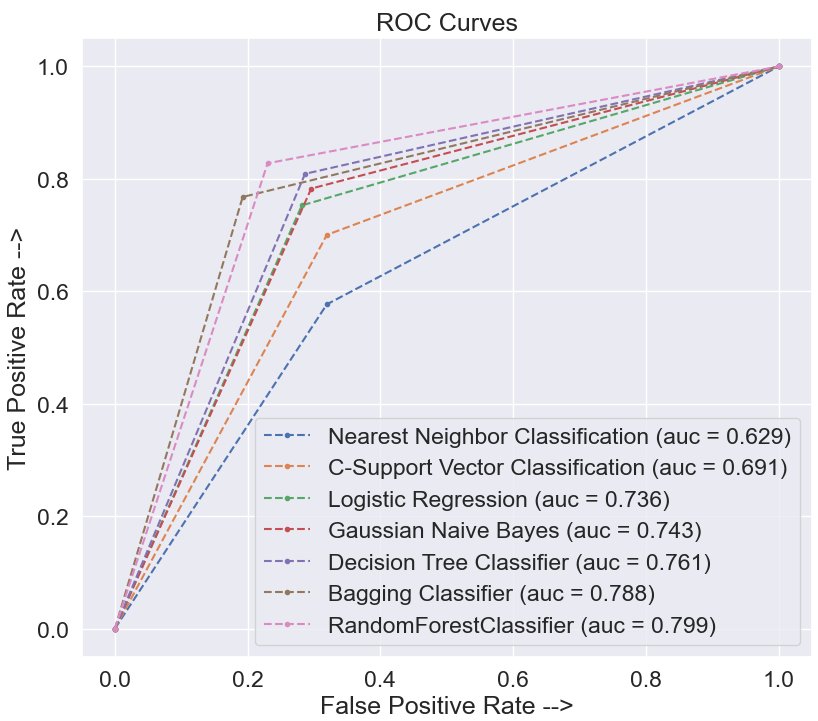 ROC Curves
True Positive Rate -->
1.0
0.8
0.6
0.4
0.2
0.0
Nearest Neighbor Classification (auc = 0.629)
C-Support Vector Classification (auc = 0.691)
Logistic Regression (auc = 0.736)
Gaussian Naive Bayes (auc = 0.743)
Decision Tree Classifier (auc = 0.761)
Bagging Classifier (auc = 0.788)
RandomForestClassifier (auc = 0.799)
0.0 0.2 0.4 0.6 0.8 1.0
False Positive Rate -->